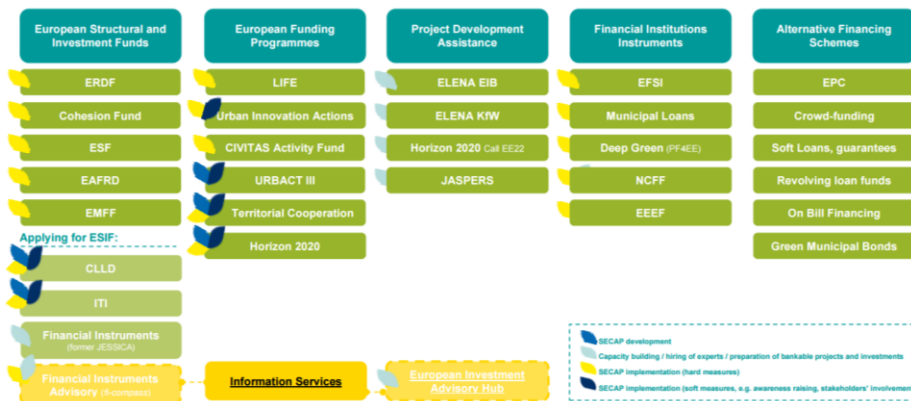 European Structural and
Investment Funds
ERDF
Cohesion Fund
ESF
EAFRD
EMFF
Applying for ESIF:
CLLD
ITI
Financial Instruments
(former JESSICA)
Financial Instruments
Advisory (fi-compass)
European Funding
Programmes
LIFE
Urban Innovation Actions
CIVITAS Activity Fund
URBACT III
Territorial Cooperation
Horizon 2020
Information Services
Project Development
Assistance
ELENA EIB
ELENA KfW
Horizon 2020 Call EE22
JASPERS
European Investment
Advisory Hub
Financial Institutions
Instruments
EFSI
Municipal Loans
Deep Green (PF4EE)
NCFF
EEEF
Alternative Financing
Schemes
EPC
Crowd-funding
Soft Loans, guarantees
Revolving loan funds
On Bill Financing
Green Municipal Bonds
SECAP development
Capacity building / hiring of experts / preparation of bankable projects and investments
SECAP implementation (hard measures)
SECAP implementation (soft measures, e.g. awareness raising, stakeholders' involvement